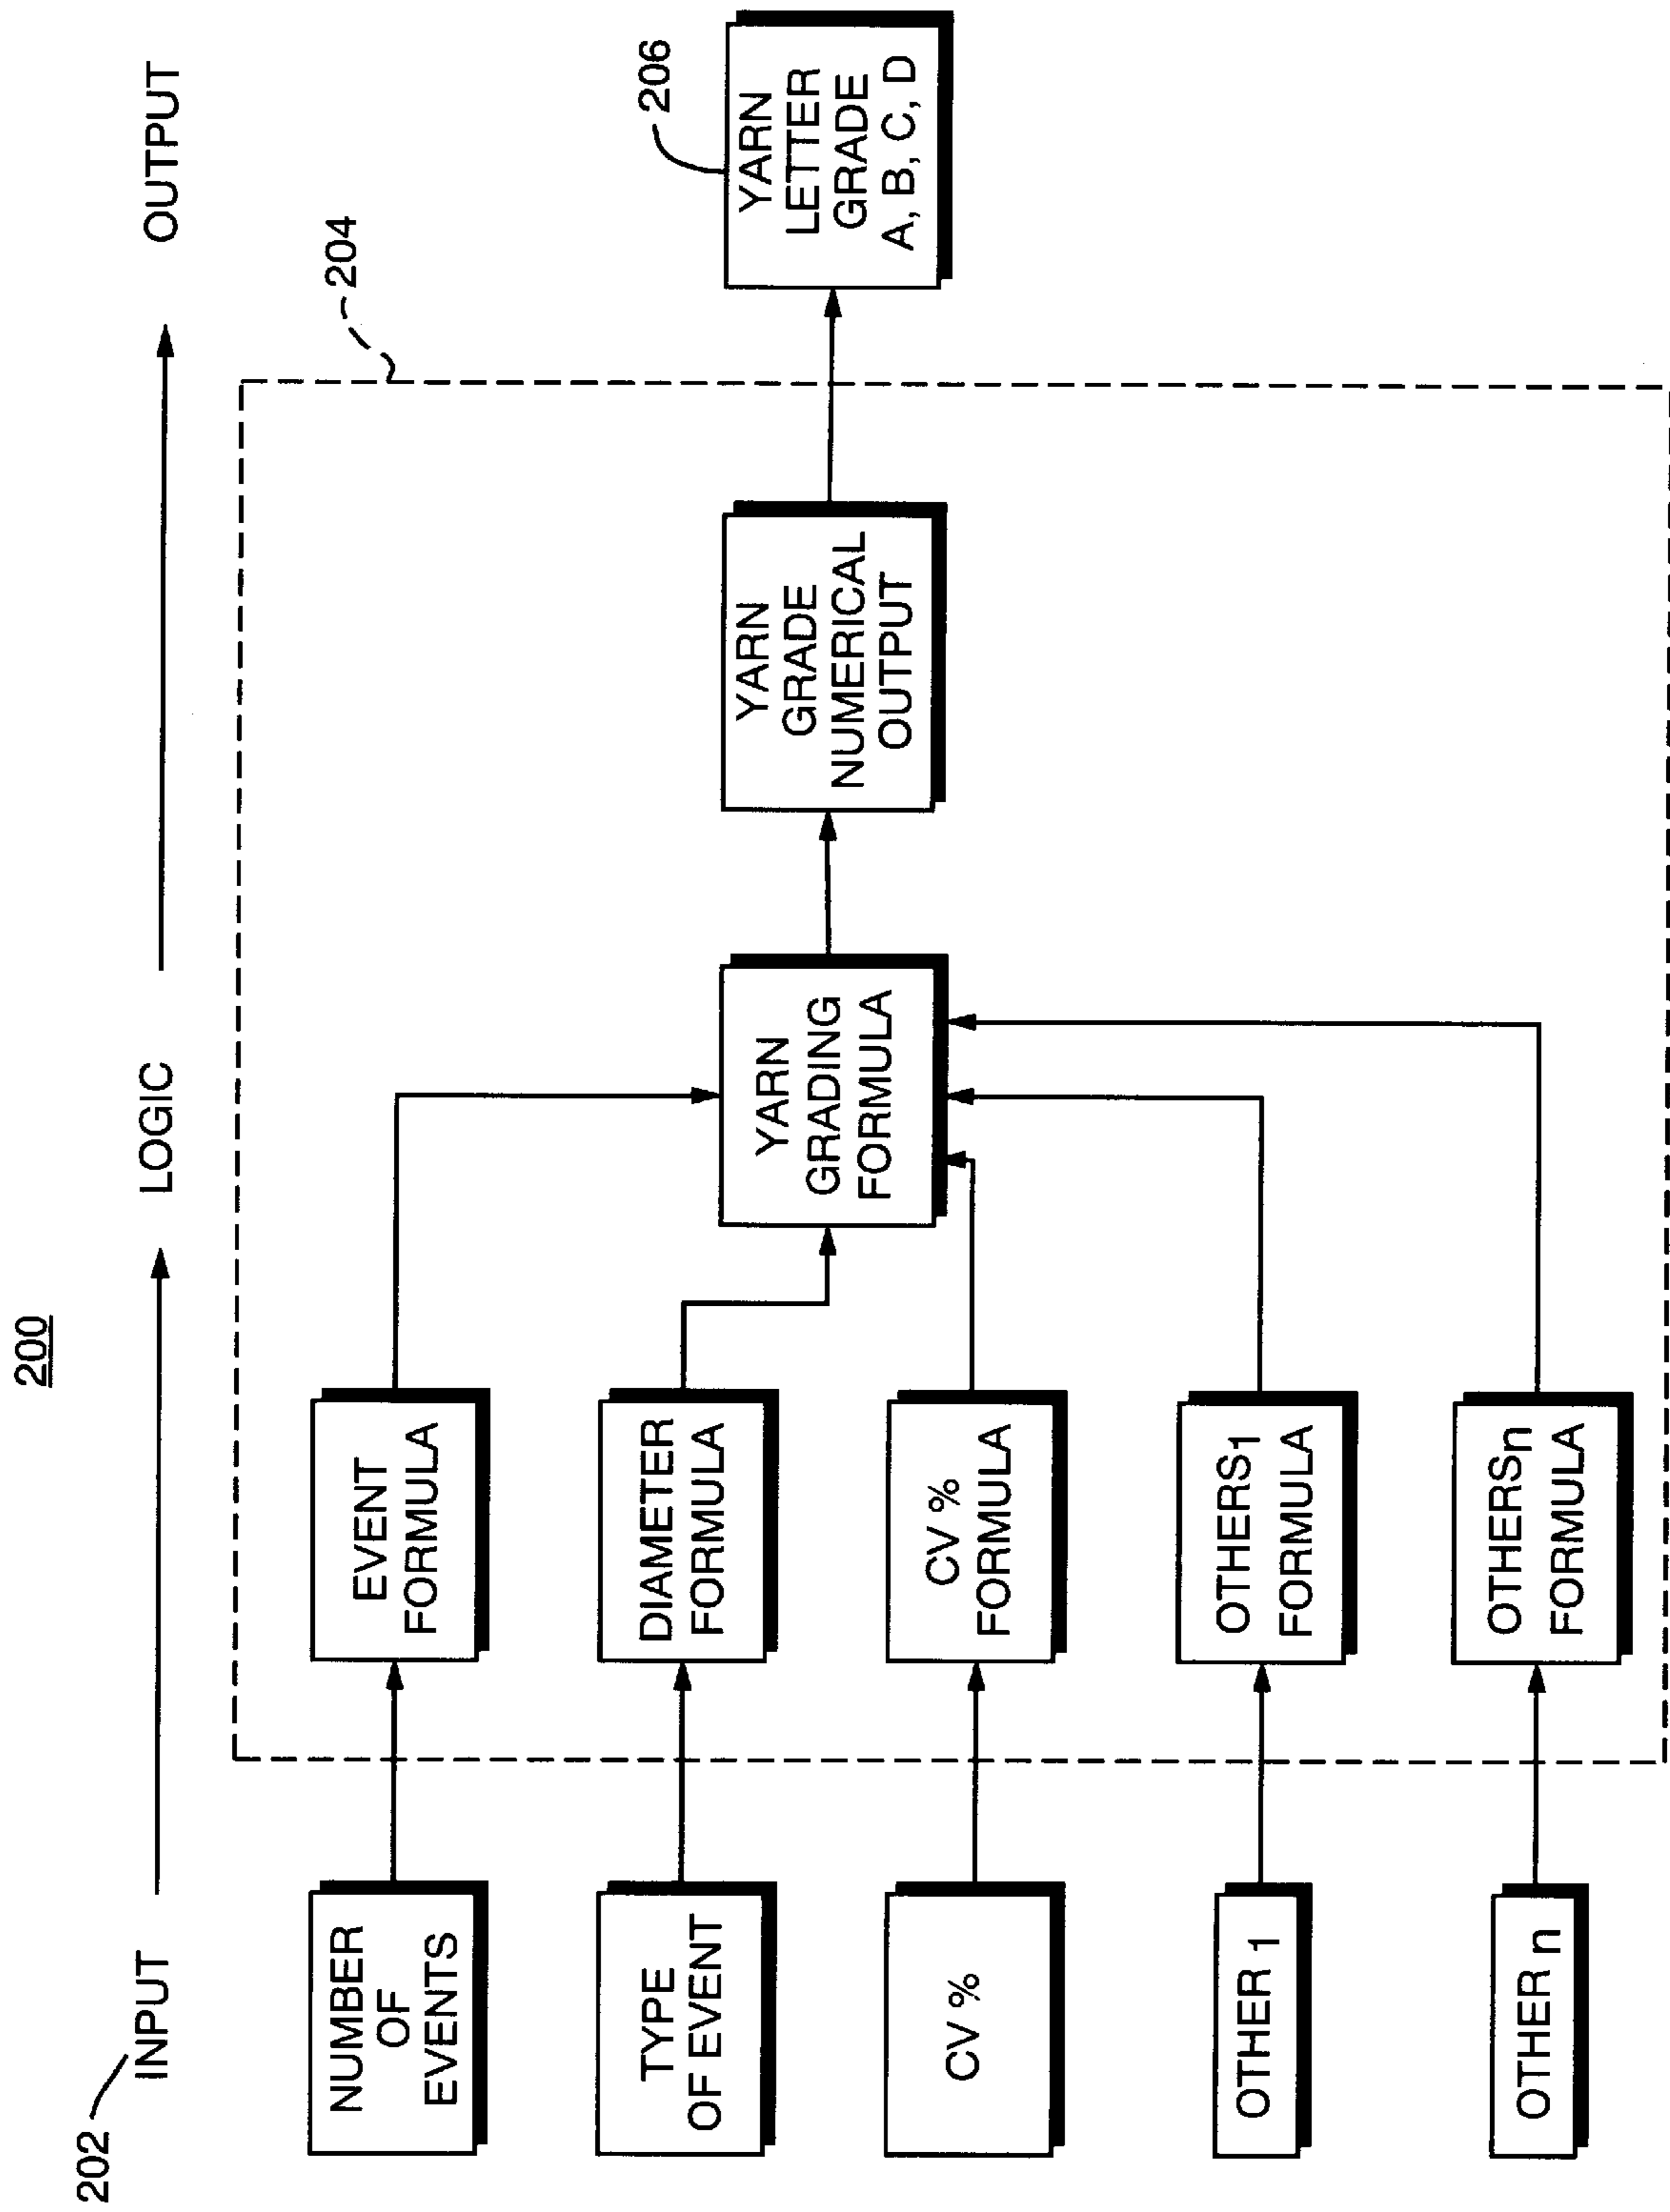 200
202
INPUT
LOGIC
OUTPUT
204
NUMBER
OF
EVENTS
EVENT
FORMULA
TYPE
OF EVENT
DIAMETER
FORMULA
CV %
CV %
FORMULA
OTHER 1
OTHERS1
FORMULA
OTHER n
OTHERSn
FORMULA
YARN
GRADING
FORMULA
YARN
GRADE
NUMERICAL
OUTPUT
206
YARN
LETTER
GRADE
A, B, C, D